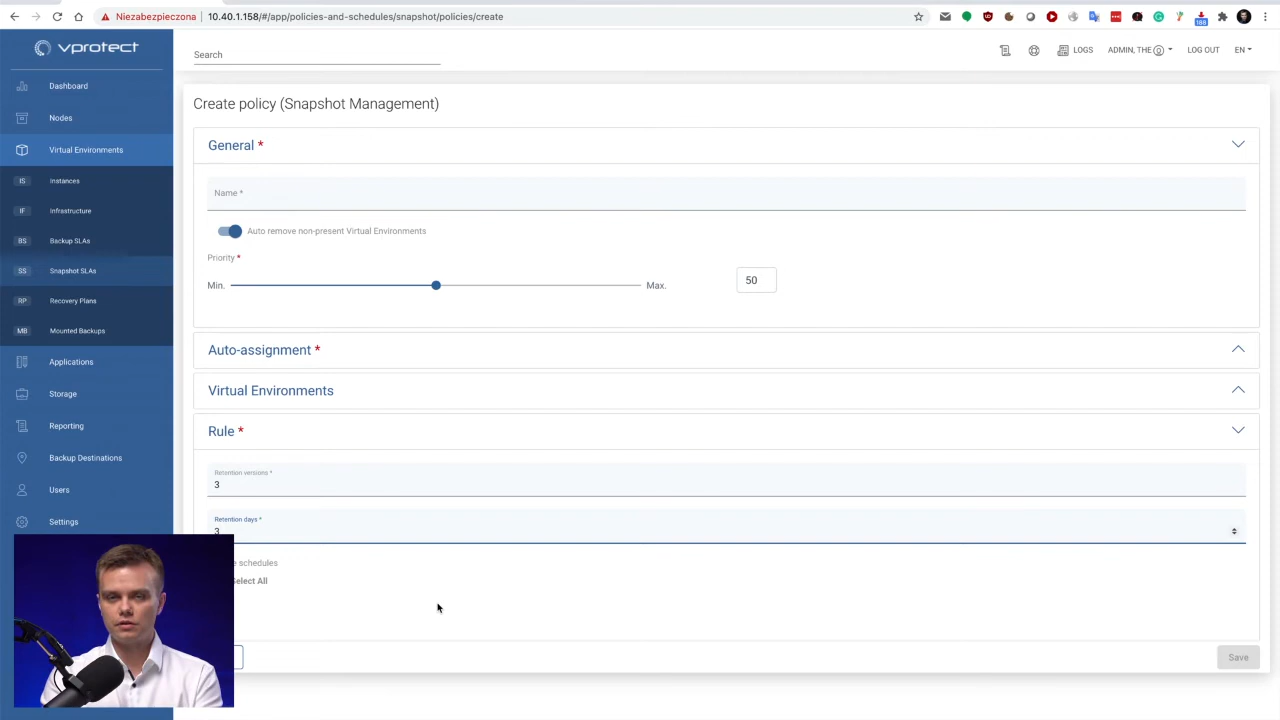 Niezabezpieczona 10.40.1.158/#/app/policies-and-schedules/snapshot/policies/create
188
vprotect
Search
LOGS
ADMIN, THE
LOG OUT
EN
Dashboard
Nodes
Virtual Environments
IS Instances
IF Infrastructure
BS Backup SLAs
SS Snapshot SLAs
RP Recovery Plans
MB Mounted Backups
Applications
Storage
Reporting
Backup Destinations
Users
Settings
Create policy (Snapshot Management)
General *
Name *
Auto remove non-present Virtual Environments
Priority *
Min.
Max.
50
Auto-assignment *
Virtual Environments
Rule *
Retention versions *
3
Retention days *
3
schedules
Select All
Save